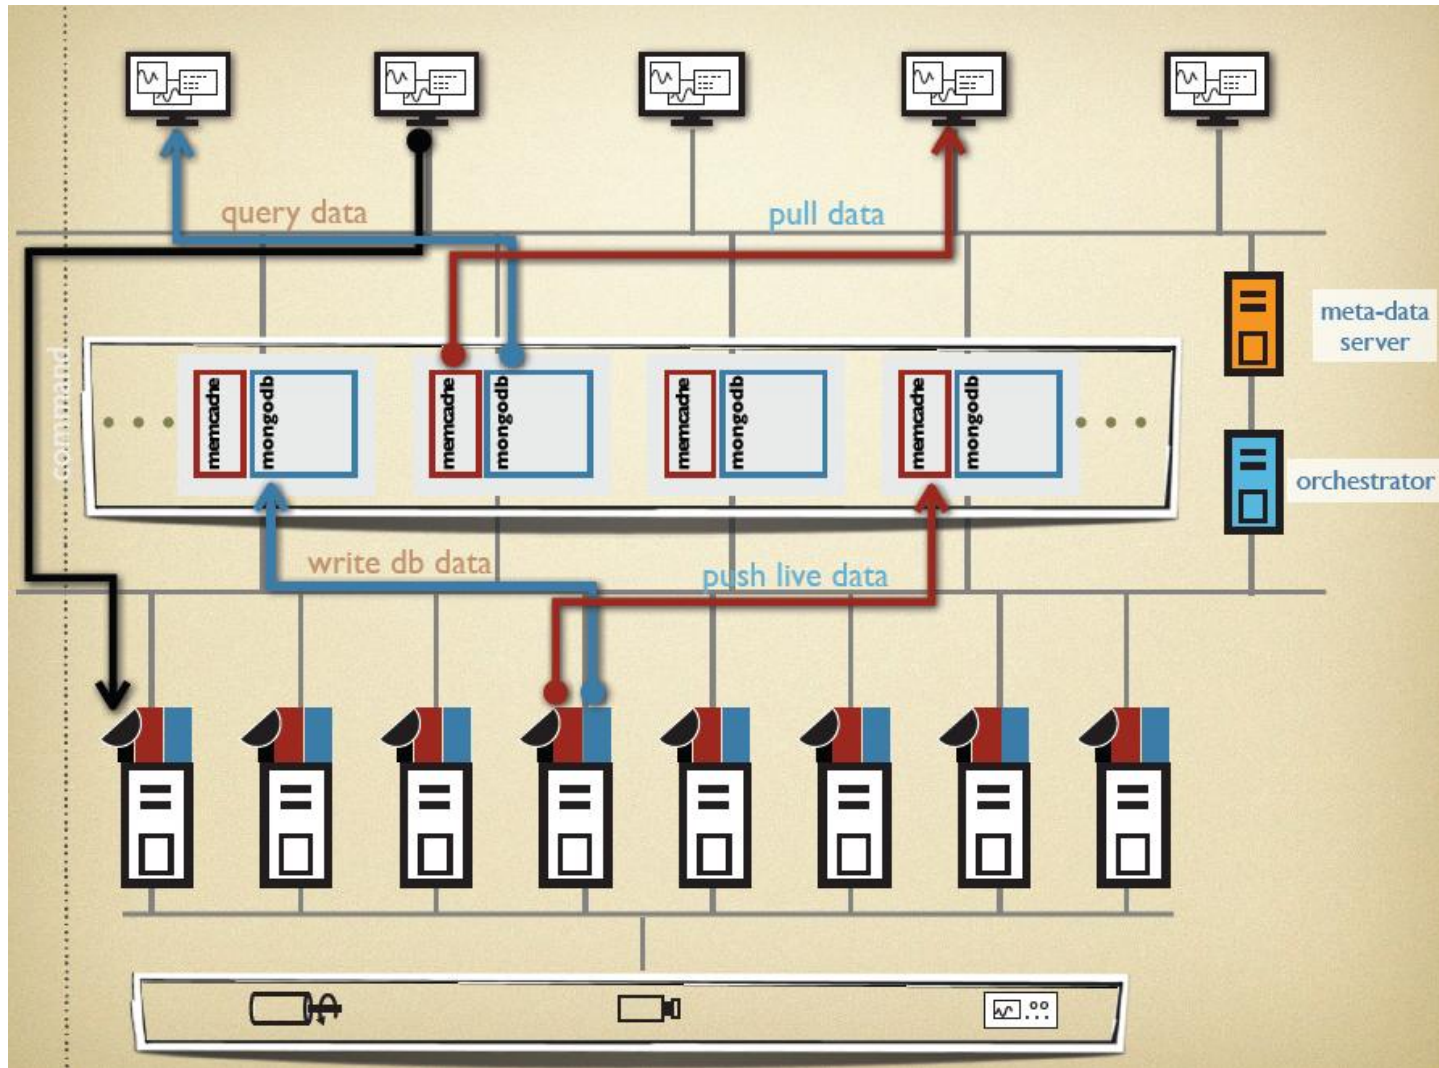 query data
pull data
meta-data
server
command
memcache
mongodb
memcache
mongodb
memcache
mongodb
memcache
mongodb
orchestrator
write db data
push live data